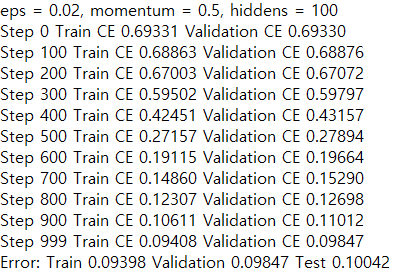 eps = 0.02, momentum = 0.5, hiddens = 100
Step 0 Train CE 0.69331 Validation CE 0.69330
Step 100 Train CE 0.68863 Validation CE 0.68876
Step 200 Train CE 0.67003 Validation CE 0.67072
Step 300 Train CE 0.59502 Validation CE 0.59797
Step 400 Train CE 0.42451 Validation CE 0.43157
Step 500 Train CE 0.27157 Validation CE 0.27894
Step 600 Train CE 0.19115 Validation CE 0.19664
Step 700 Train CE 0.14860 Validation CE 0.15290
Step 800 Train CE 0.12307 Validation CE 0.12698
Step 900 Train CE 0.10611 Validation CE 0.11012
Step 999 Train CE 0.09408 Validation CE 0.09847
Error: Train 0.09398 Validation 0.09847 Test 0.10042